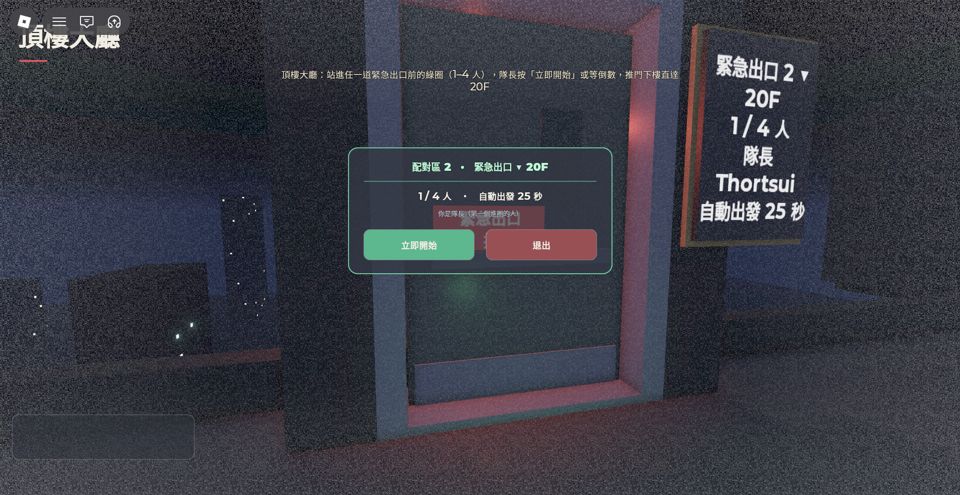 頂樓大廳
頂樓大廳：站進任一道緊急出口前的綠圈（1–4 人），隊長按「立即開始」或等倒數，推門下樓直達
20F
配對區 2 • 緊急出口 ▼ 20F
1 / 4 人 • 自動出發 25 秒
你是隊長（第一個進圈的人）
緊急出口
立即開始
退出
緊急出口 2 ▼
20F
1 / 4 人
隊長
Thortsui
自動出發 25 秒